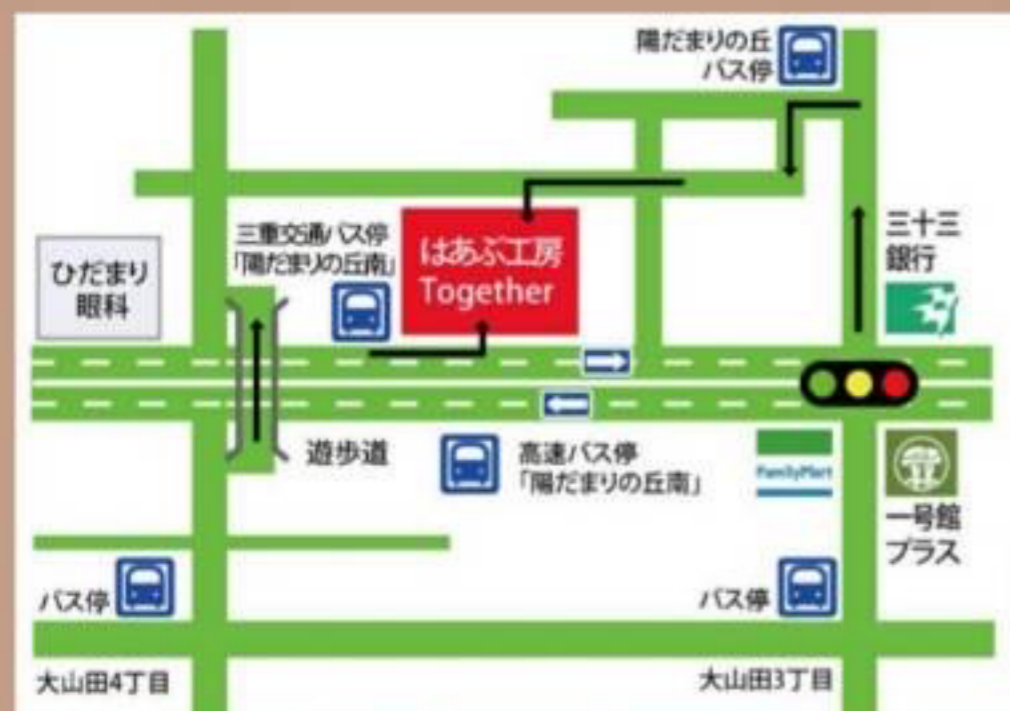 陽だまりの丘
バス停
三重交通バス停
「陽だまりの丘南」
はあぶ工房
Together
ひだまり
眼科
三十三
銀行
遊歩道
高速バス停
「陽だまりの丘南」
FamilyMart
一号館
プラス
バス停
バス停
大山田4丁目
大山田3丁目